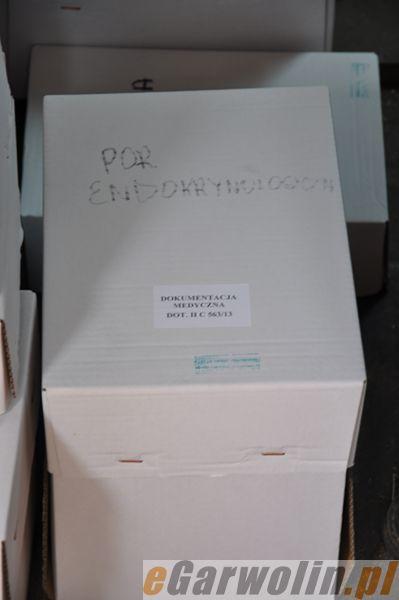 A
POR
ENDOKRYNOLOGICZN
DOKUMENTACJA
MEDYCZNA
DOT. II C 563/13
eGarwolin.pl